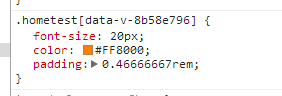 }
.hometest[data-v-8b58e796] {
font-size: 20px;
color: #FF8000;
padding: 0.46666667rem;
}